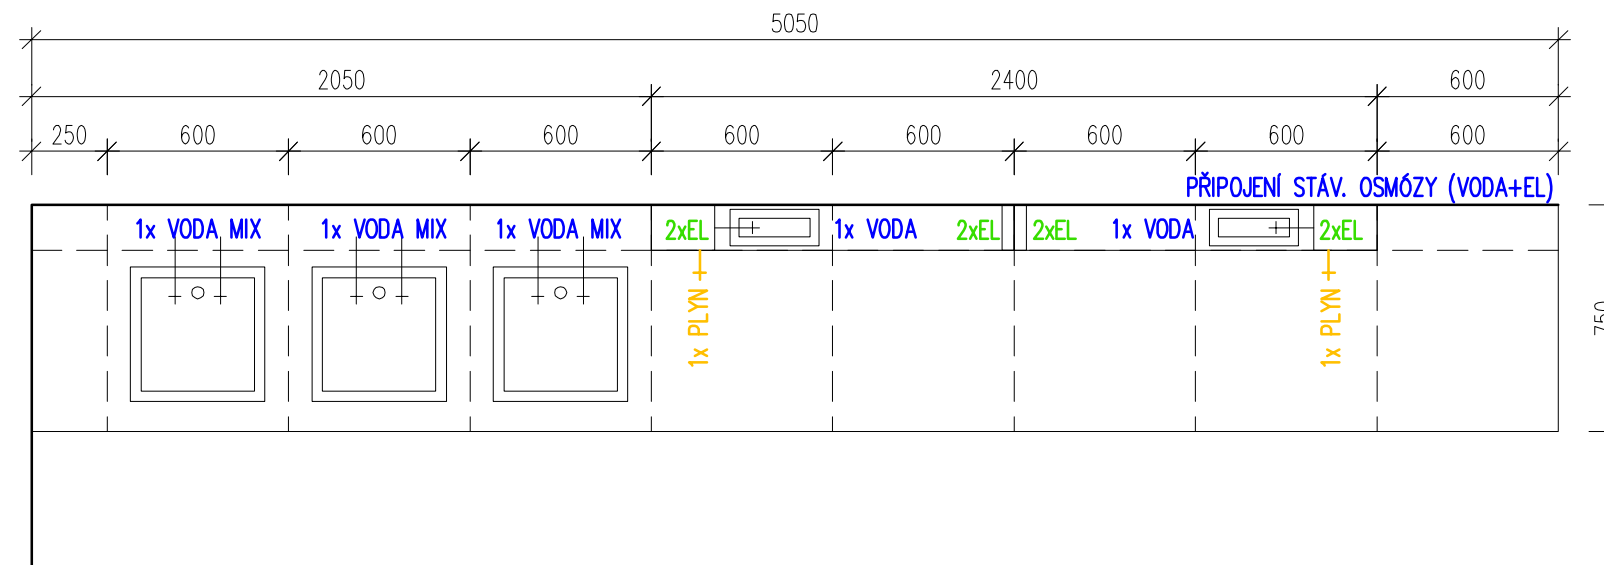 5050
2050 2400 600
250 600 600 600 600 600 600 600 600
PŘIPOJENÍ STÁV. OSMÓZY (VODA+EL)
1x VODA MIX 1x VODA MIX 1x VODA MIX 2xEL 1x VODA 2xEL 2xEL 1x VODA 2xEL
1x PLYN 1x PLYN
750